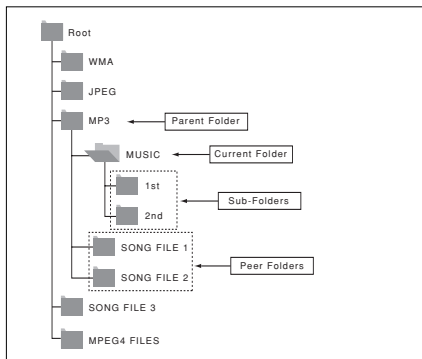 Root
WMA
JPEG
MP3
Parent Folder
MUSIC
Current Folder
1st
Sub-Folders
2nd
SONG FILE 1
Peer Folders
SONG FILE 2
SONG FILE 3
MPEG4 FILES